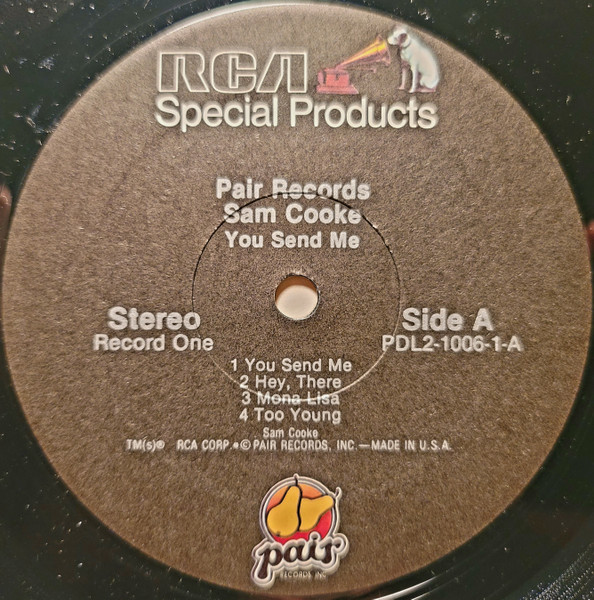 RCA
Special Products
Pair Records
Sam Cooke
You Send Me
Stereo
Record One
Side A
PDL2-1006-1-A
1 You Send Me
2 Hey, There
3 Mona Lisa
4 Too Young
Sam Cooke
TM(s)® RCA CORP.•©PAIR RECORDS, INC.—MADE IN U.S.A.
pair
RECORDS INC